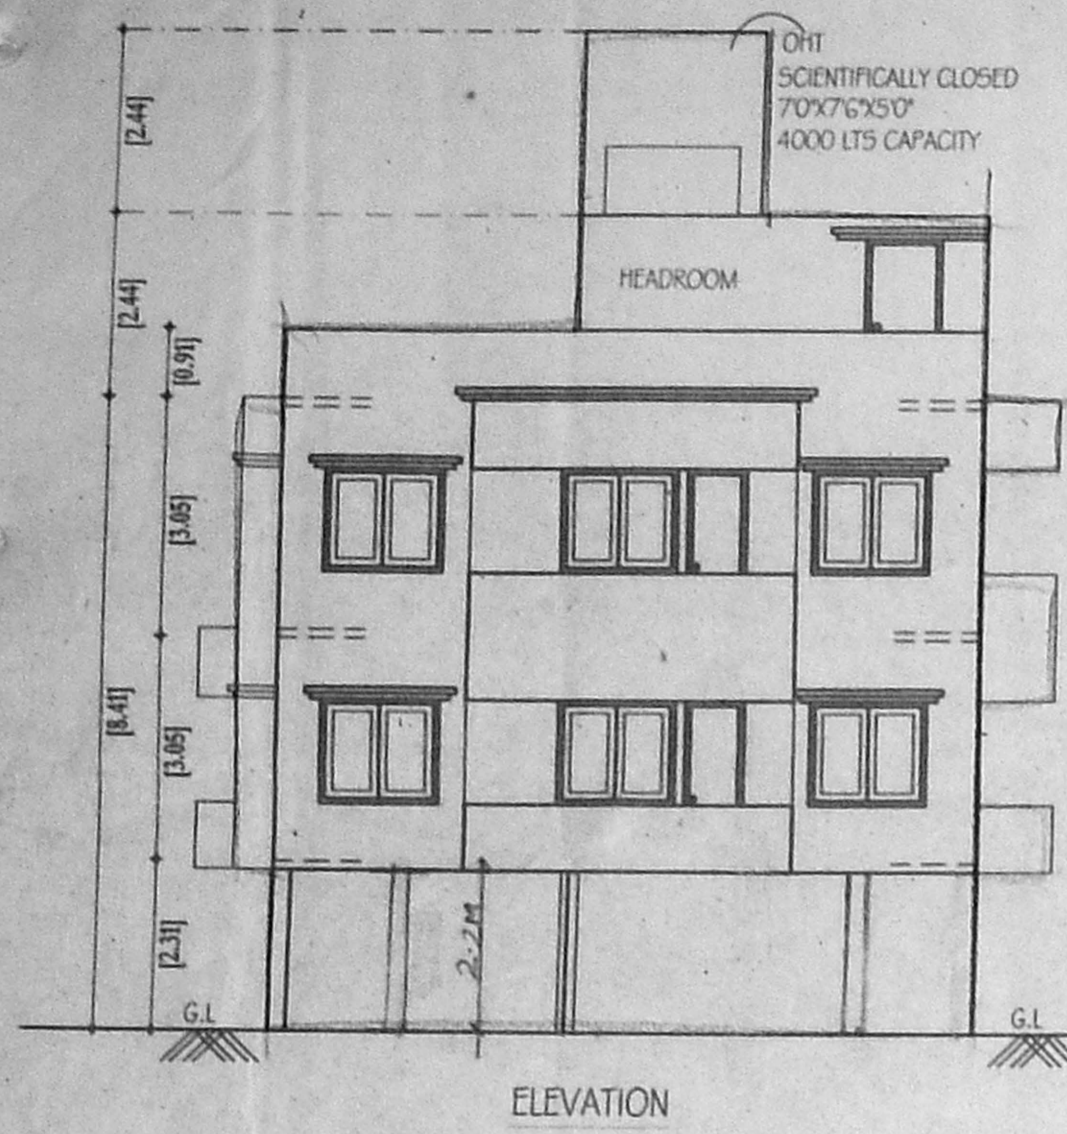 OHT
SCIENTIFICALLY CLOSED
7'0"X7'6"X5'0"
4000 LTS CAPACITY
[2.44]
[2.44]
HEADROOM
[0.91]
[3.05]
[8.41]
[3.05]
[2.31]
2.2M
G.L
G.L
ELEVATION